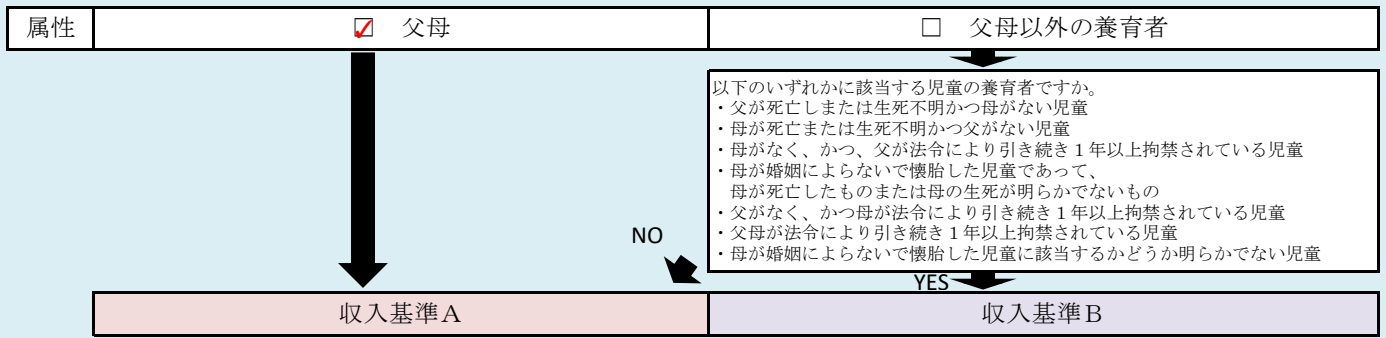 属性
☑ 父母
□ 父母以外の養育者
以下のいずれかに該当する児童の養育者ですか。
・父が死亡しまたは生死不明かつ母がない児童
・母が死亡または生死不明かつ父がない児童
・母がなく、かつ、父が法令により引き続き１年以上拘禁されている児童
・母が婚姻によらないで懐胎した児童であって、
母が死亡したものまたは母の生死が明らかでないもの
・父がなく、かつ母が法令により引き続き１年以上拘禁されている児童
・父母が法令により引き続き１年以上拘禁されている児童
・母が婚姻によらないで懐胎した児童に該当するかどうか明らかでない児童
NO
YES
収入基準Ａ
収入基準Ｂ